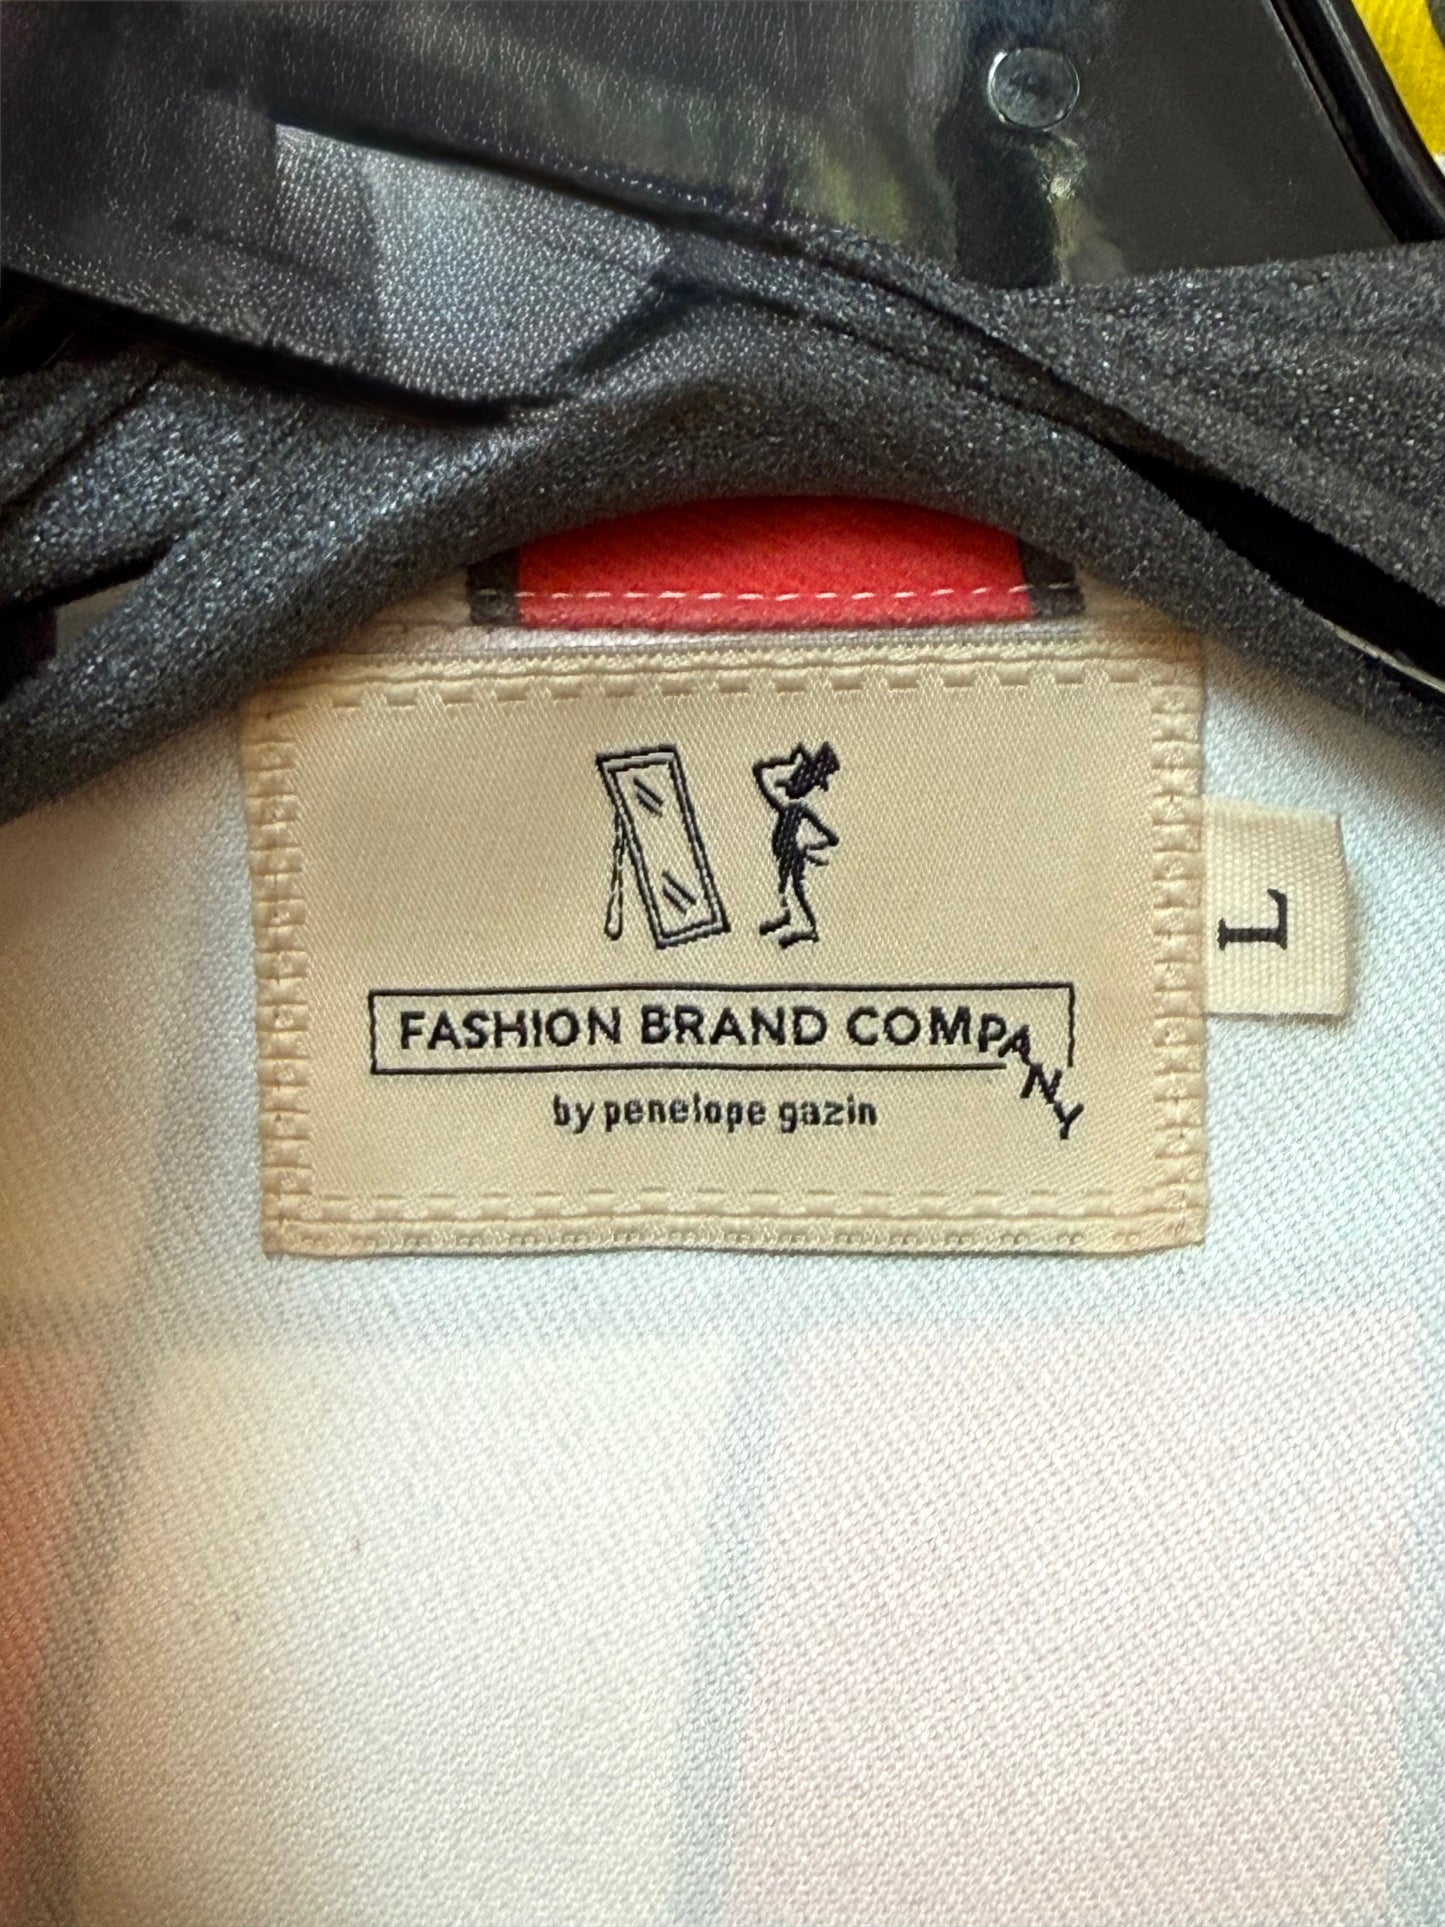 FASHION BRAND COMPANY
by penelope gazin
L